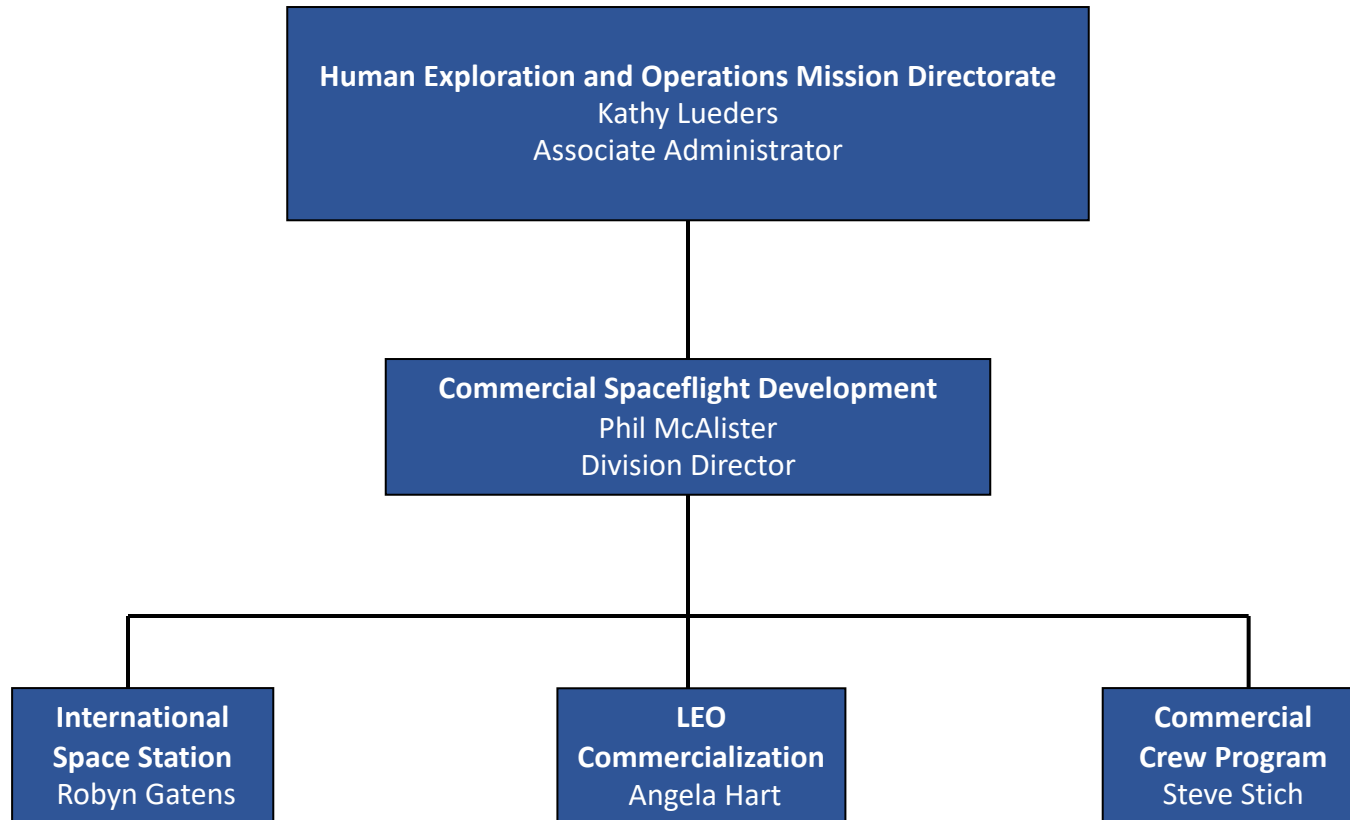 Human Exploration and Operations Mission Directorate
Kathy Lueders
Associate Administrator
Commercial Spaceflight Development
Phil McAlister
Division Director
International
Space Station
Robyn Gatens
LEO
Commercialization
Angela Hart
Commercial
Crew Program
Steve Stich